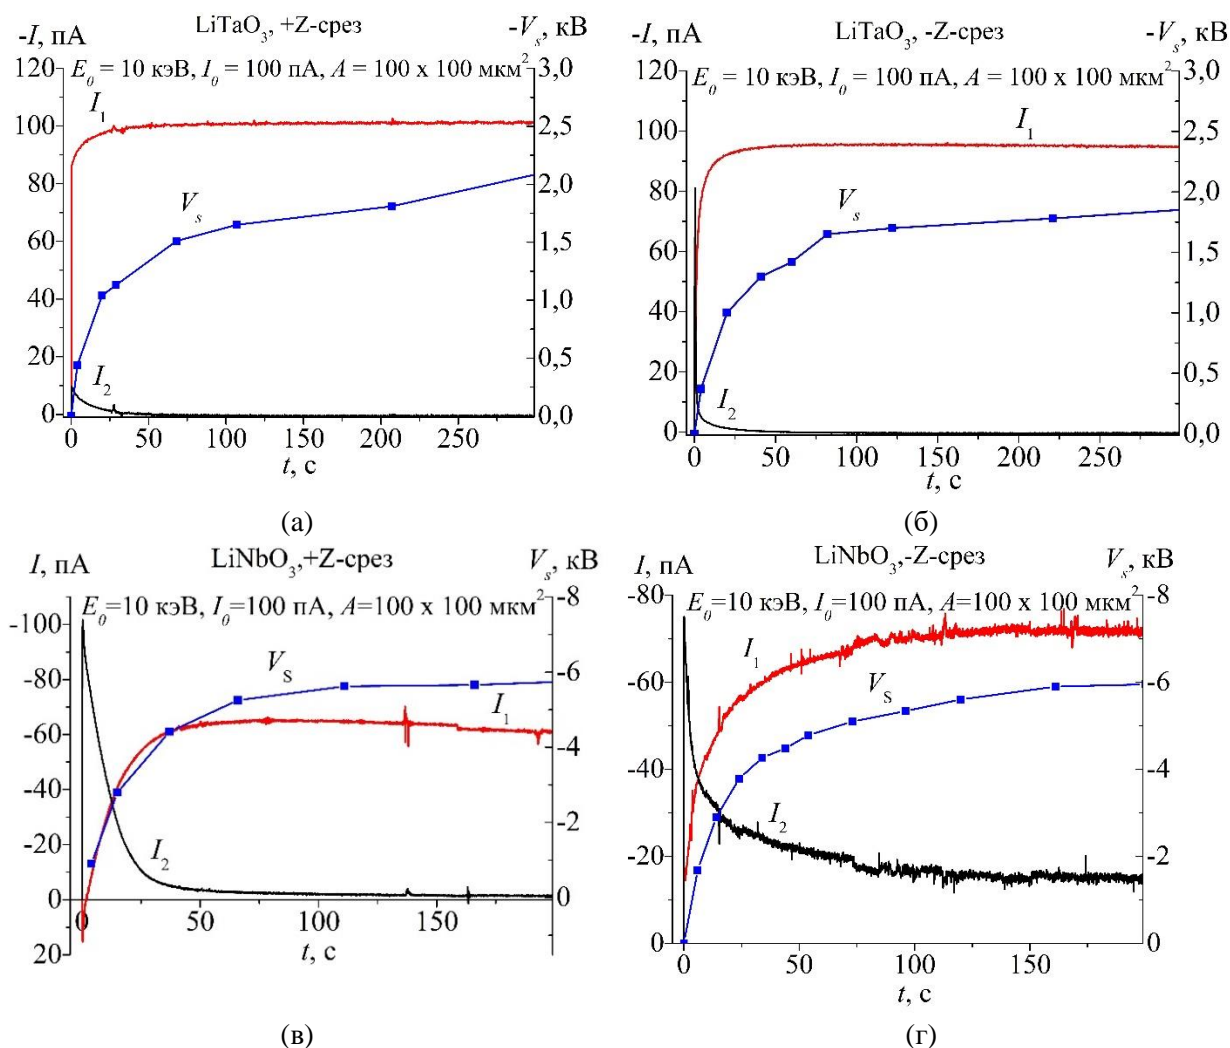 -I, пА
LiTaO3, +Z-срез
-Vs, кВ
E0 = 10 кэВ, I0 = 100 пА, A = 100 x 100 мкм2
120
100
80
60
40
20
0
I1
Vs
I2
3,0
2,5
2,0
1,5
1,0
0,5
0,0
0 50 100 150 200 250
t, с
(а)
-I, пА
LiTaO3, -Z-срез
-Vs, кВ
E0 = 10 кэВ, I0 = 100 пА, A = 100 x 100 мкм2
120
100
80
60
40
20
0
I1
Vs
I2
3,0
2,5
2,0
1,5
1,0
0,5
0,0
0 50 100 150 200 250
t, с
(б)
I, пА
LiNbO3,+Z-срез
Vs, кВ
E0=10 кэВ, I0=100 пА, A=100 x 100 мкм2
-100
-80
-60
-40
-20
0
20
VS
I1
I2
-8
-6
-4
-2
0
0 50 100 150
t, с
(в)
I, пА
LiNbO3,-Z-срез
Vs, кВ
E0=10 кэВ, I0=100 пА, A=100 x 100 мкм2
-80
-60
-40
-20
0
I1
VS
I2
-8
-6
-4
-2
0
0 50 100 150
t, с
(г)